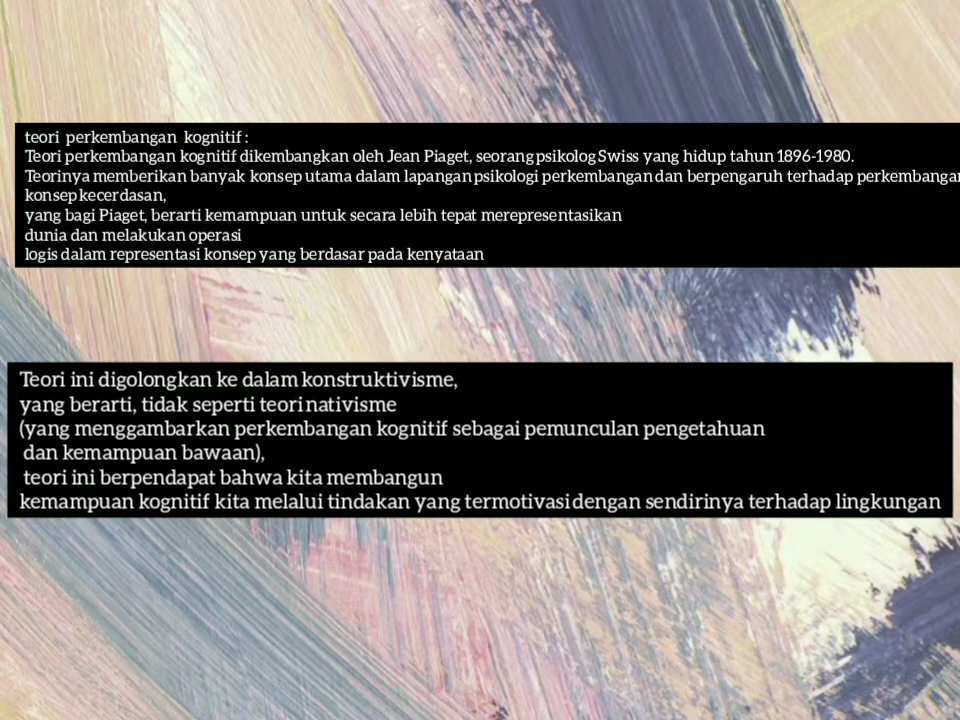 teori perkembangan kognitif :
Teori perkembangan kognitif dikembangkan oleh Jean Piaget, seorang psikolog Swiss yang hidup tahun 1896-1980.
Teorinya memberikan banyak konsep utama dalam lapangan psikologi perkembangan dan berpengaruh terhadap perkembangan
konsep kecerdasan,
yang bagi Piaget, berarti kemampuan untuk secara lebih tepat merepresentasikan
dunia dan melakukan operasi
logis dalam representasi konsep yang berdasar pada kenyataan
Teori ini digolongkan ke dalam konstruktivisme,
yang berarti, tidak seperti teori nativisme
(yang menggambarkan perkembangan kognitif sebagai pemunculan pengetahuan
dan kemampuan bawaan),
teori ini berpendapat bahwa kita membangun
kemampuan kognitif kita melalui tindakan yang termotivasi dengan sendirinya terhadap lingkungan